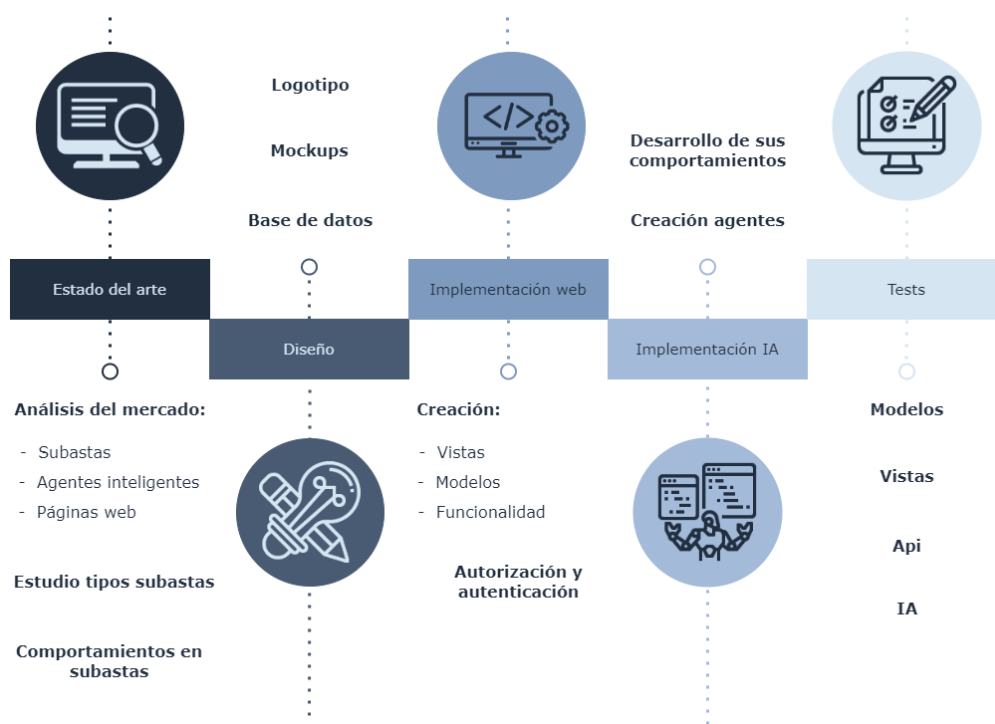 Logotipo
Mockups
Base de datos
Desarrollo de sus
comportamientos
Creación agentes
Estado del arte
Diseño
Implementación web
Implementación IA
Tests
Análisis del mercado:
- Subastas
- Agentes inteligentes
- Páginas web
Estudio tipos subastas
Comportamientos en
subastas
Creación:
- Vistas
- Modelos
- Funcionalidad
Autorización y
autenticación
Modelos
Vistas
Api
IA